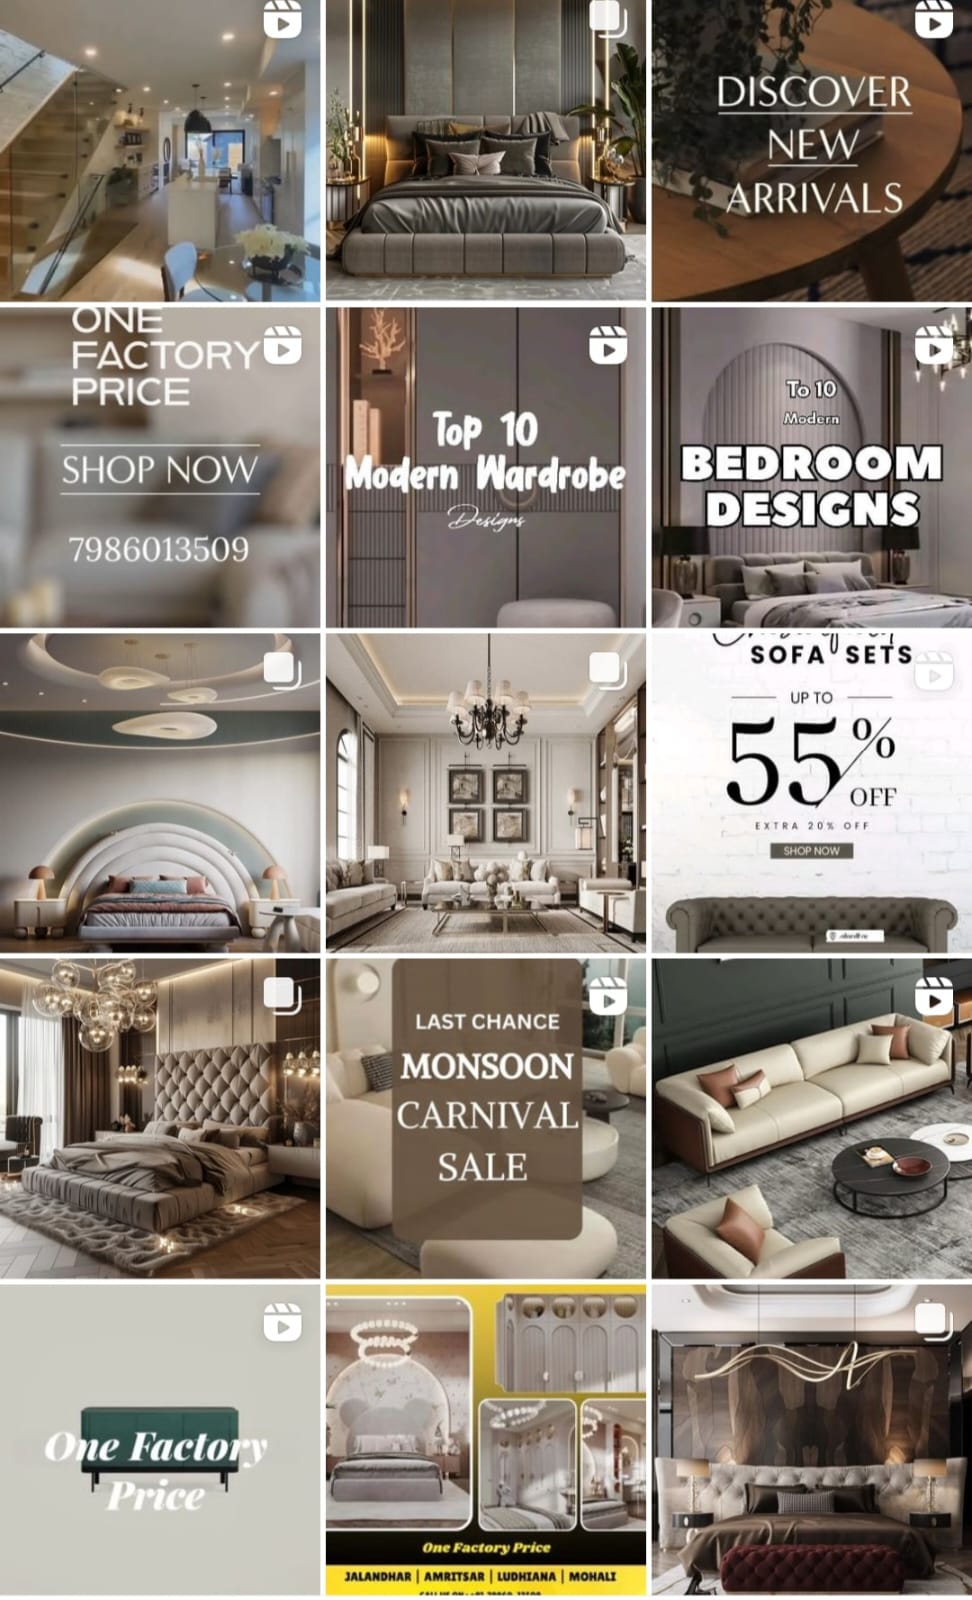 DISCOVER
NEW
ARRIVALS
ONE
FACTORY
PRICE
SHOP NOW
7986013509
Top 10
Modern Wardrobe
Designs
To 10
Modern
BEDROOM
DESIGNS
SOFA SETS
UP TO
55%
OFF
EXTRA 20% OFF
SHOP NOW
LAST CHANCE
MONSOON
CARNIVAL
SALE
One Factory
Price
One Factory Price
JALANDHAR | AMRITSAR | LUDHIANA | MOHALI